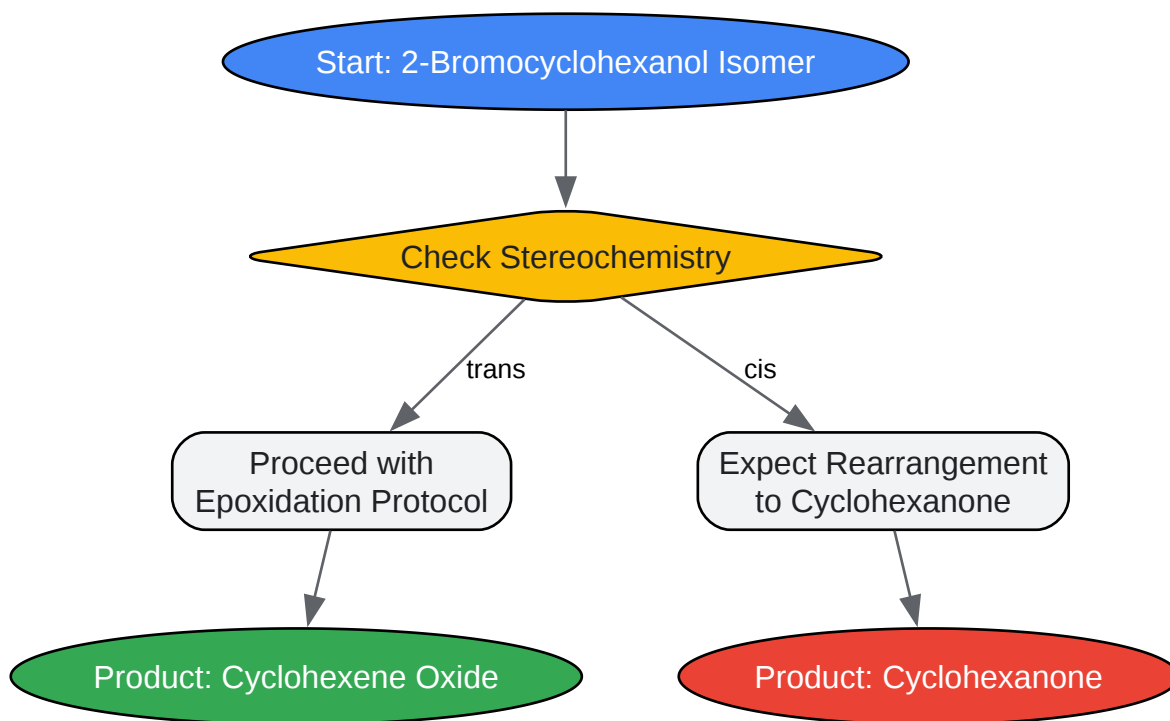 Start: 2-Bromocyclohexanol Isomer
Check Stereochemistry
trans
cis
Proceed with
Epoxidation Protocol
Expect Rearrangement
to Cyclohexanone
Product: Cyclohexene Oxide
Product: Cyclohexanone